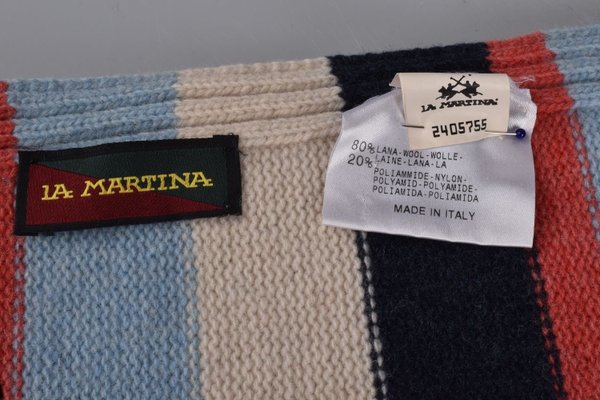 LA MARTINA
LA MARTINA
2405755
80% LANA-WOOL-WOLLE-
20% LAINE-LANA-LA
POLIAMMIDE-NYLON-
POLYAMID-POLYAMIDE-
POLIAMIDA-POLIAMIDA
MADE IN ITALY